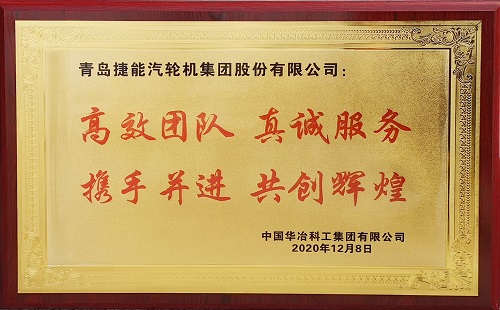 青岛捷能汽轮机集团股份有限公司：
高效团队 真诚服务
携手并进 共创辉煌
中国华冶科工集团有限公司
2020年12月8日